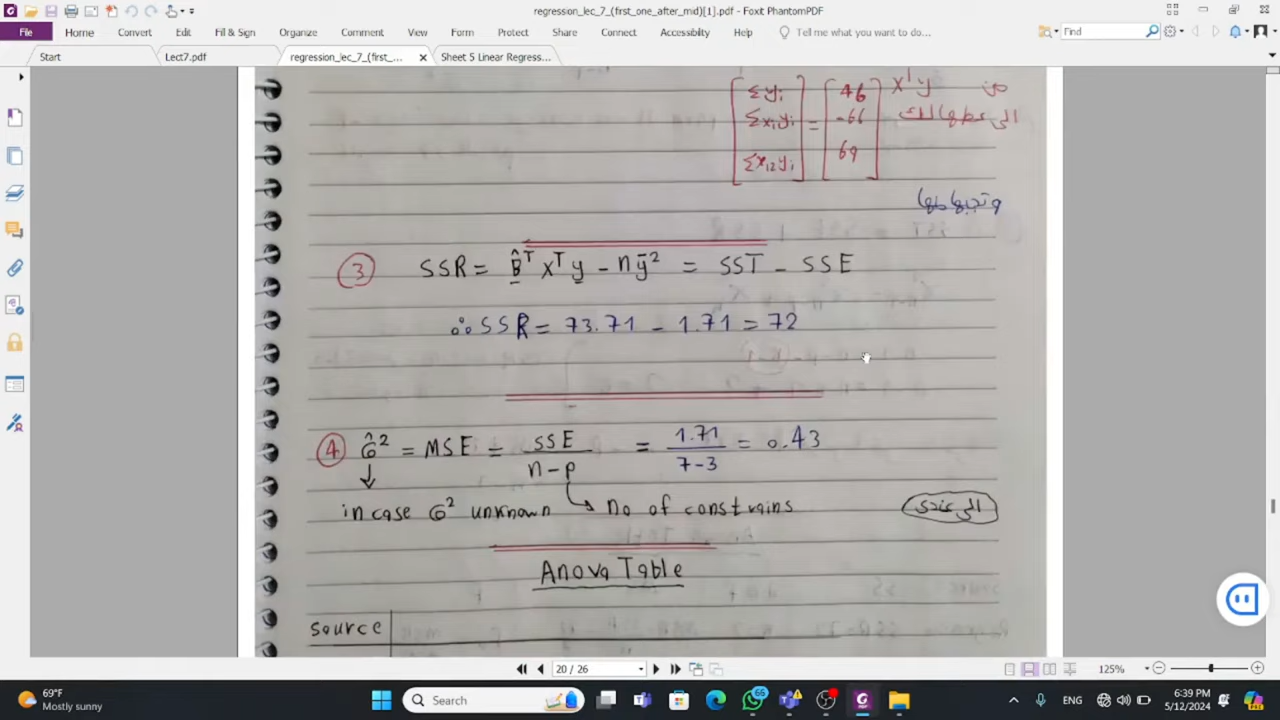 regression_lec_7_(first_one_after_mid)[1].pdf - Foxit PhantomPDF
File Home Edit Fill & Sign Organize Comment View Form Protect Share Connect Accessibility Help Tell me what you want to do... Find
Start Lect7.pdf regression_lec_7_(first_... Sheet 5 Linear Regress...
[Σyᵢ Σx₁yᵢ Σx₁₂yᵢ] = [46 -66 69] Xᵀy من
③ SSR = B̂ᵀ Xᵀ y - nȳ² = SST - SSE
∴ SSR = 73.71 - 1.71 = 72
④ σ̂² = MSE = SSE / n-p = 1.71 / 7-3 = 0.43
in case σ² unknown no of constrains
Anova Table
source
20 / 26 125%
69°F
Mostly sunny
Search 66 ENG
6:39 PM
5/12/2024